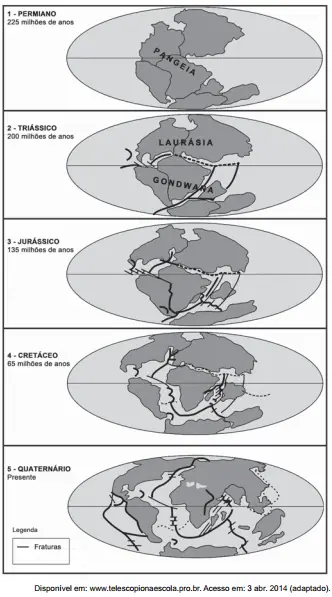 1 - PERMIANO
225 milhões de anos
PANGEIA
2 - TRIÁSSICO
200 milhões de anos
LAURÁSIA
GONDWANA
3 - JURÁSSICO
135 milhões de anos
4 - CRETÁCEO
65 milhões de anos
5 - QUATERNÁRIO
Presente
Legenda
Fraturas
Disponível em: www.telescopionaescola.pro.br. Acesso em: 3 abr. 2014 (adaptado).